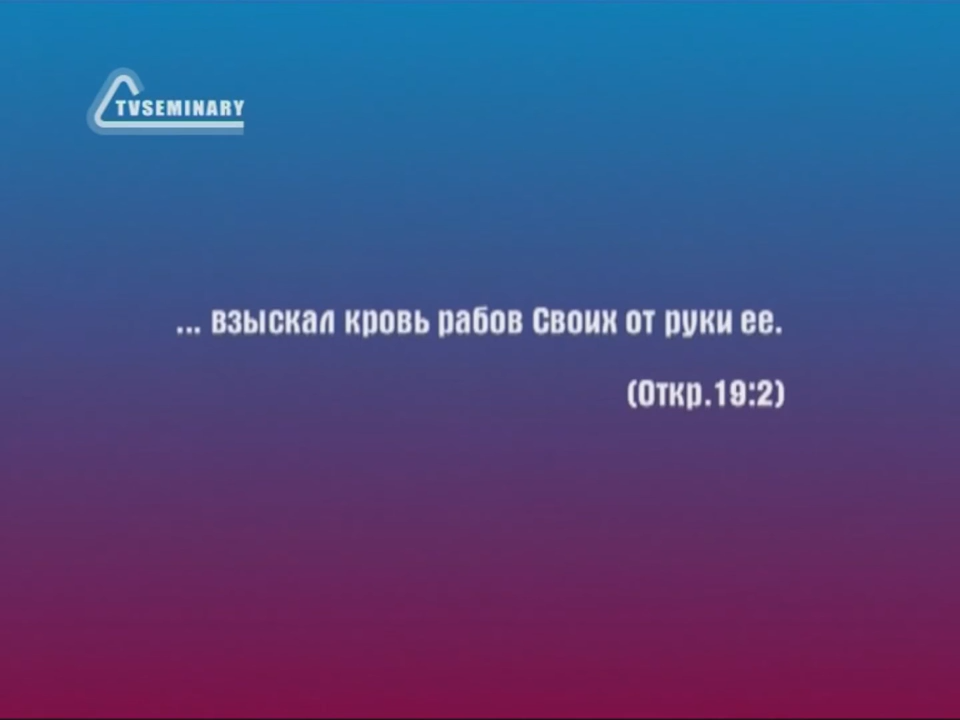 TVSEMINARY
... взыскал кровь рабов Своих от руки ее.
(Откр.19:2)